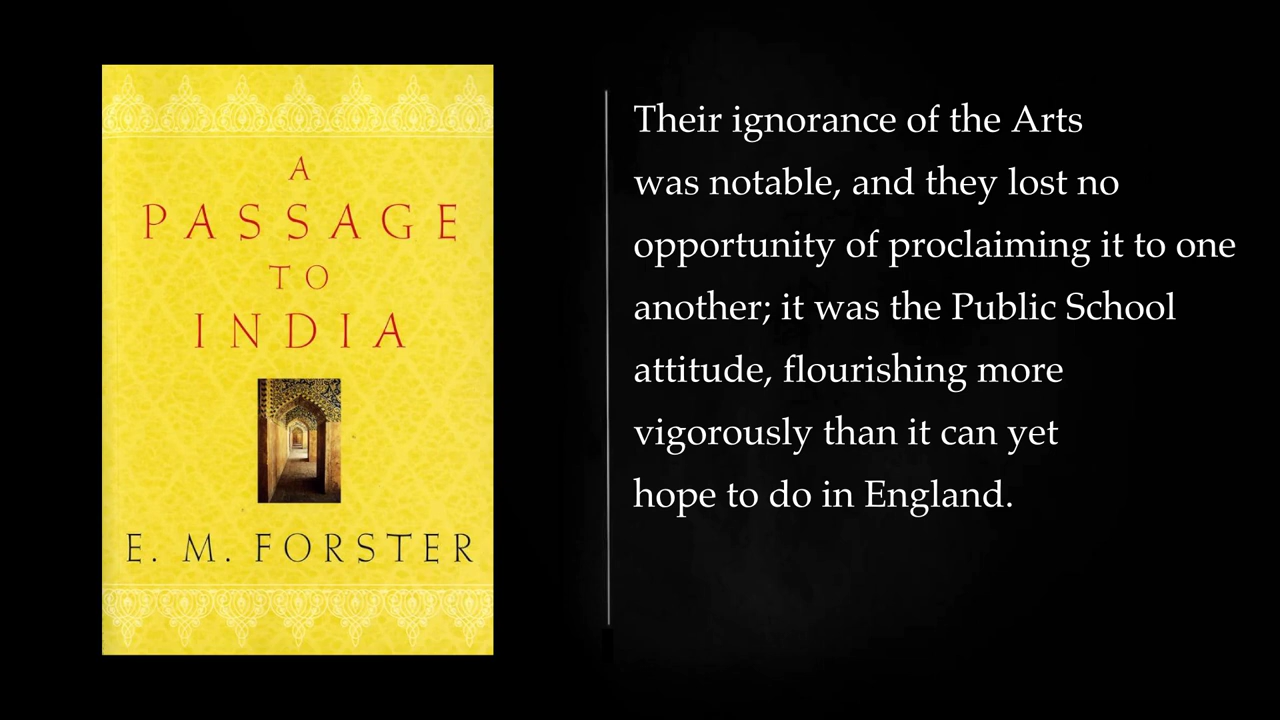 A
PASSAGE
TO
INDIA
E. M. FORSTER
Their ignorance of the Arts
was notable, and they lost no
opportunity of proclaiming it to one
another; it was the Public School
attitude, flourishing more
vigorously than it can yet
hope to do in England.